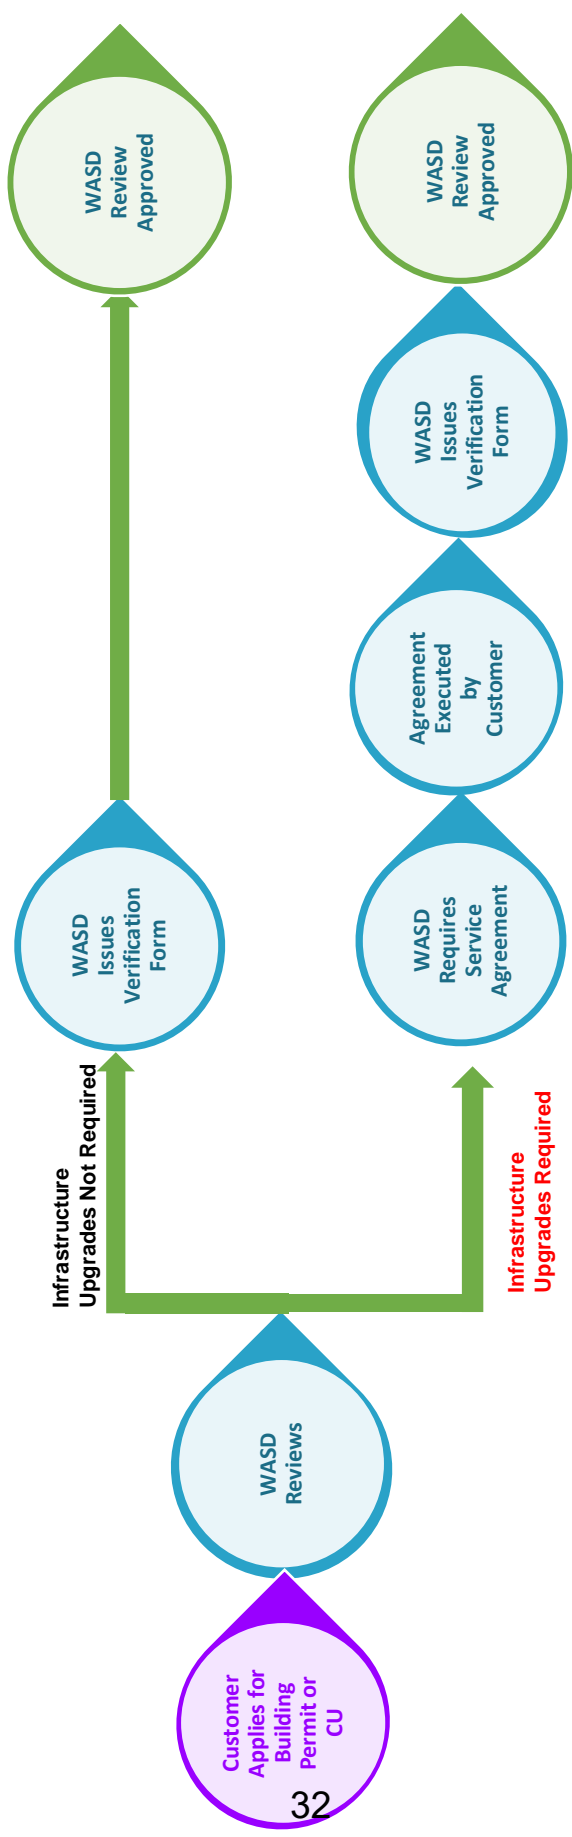 Customer
Applies for
Building
Permit or
CU
WASD
Reviews
Infrastructure
Upgrades Not Required
WASD
Issues
Verification
Form
WASD
Review
Approved
Infrastructure
Upgrades Required
WASD
Requires
Service
Agreement
Agreement
Executed
by
Customer
WASD
Issues
Verification
Form
WASD
Review
Approved
32